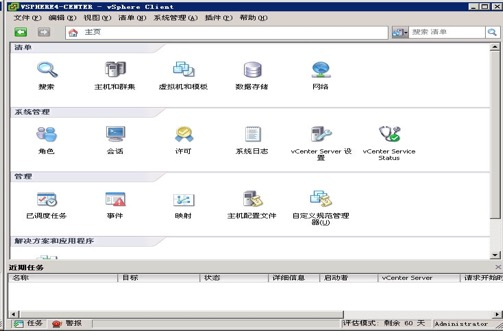 VSPHERE4-CENTER - vSphere Client
文件(F) 编辑(E) 视图(V) 清单(N) 系统管理(A) 插件(P) 帮助(H)
主页 搜索 清单
清单
搜索 主机和群集 虚拟机和模板 数据存储 网络
系统管理
角色 会话 许可 系统日志 vCenter Server 设置 vCenter Service Status
管理
已调度任务 事件 映射 主机配置文件 自定义规范管理器(U)
解决方案和应用程序
近期任务
名称 目标 状态 详细信息 启动者 vCenter Server 请求开始时
任务 警报 评估模式: 剩余 60 天 Administrator